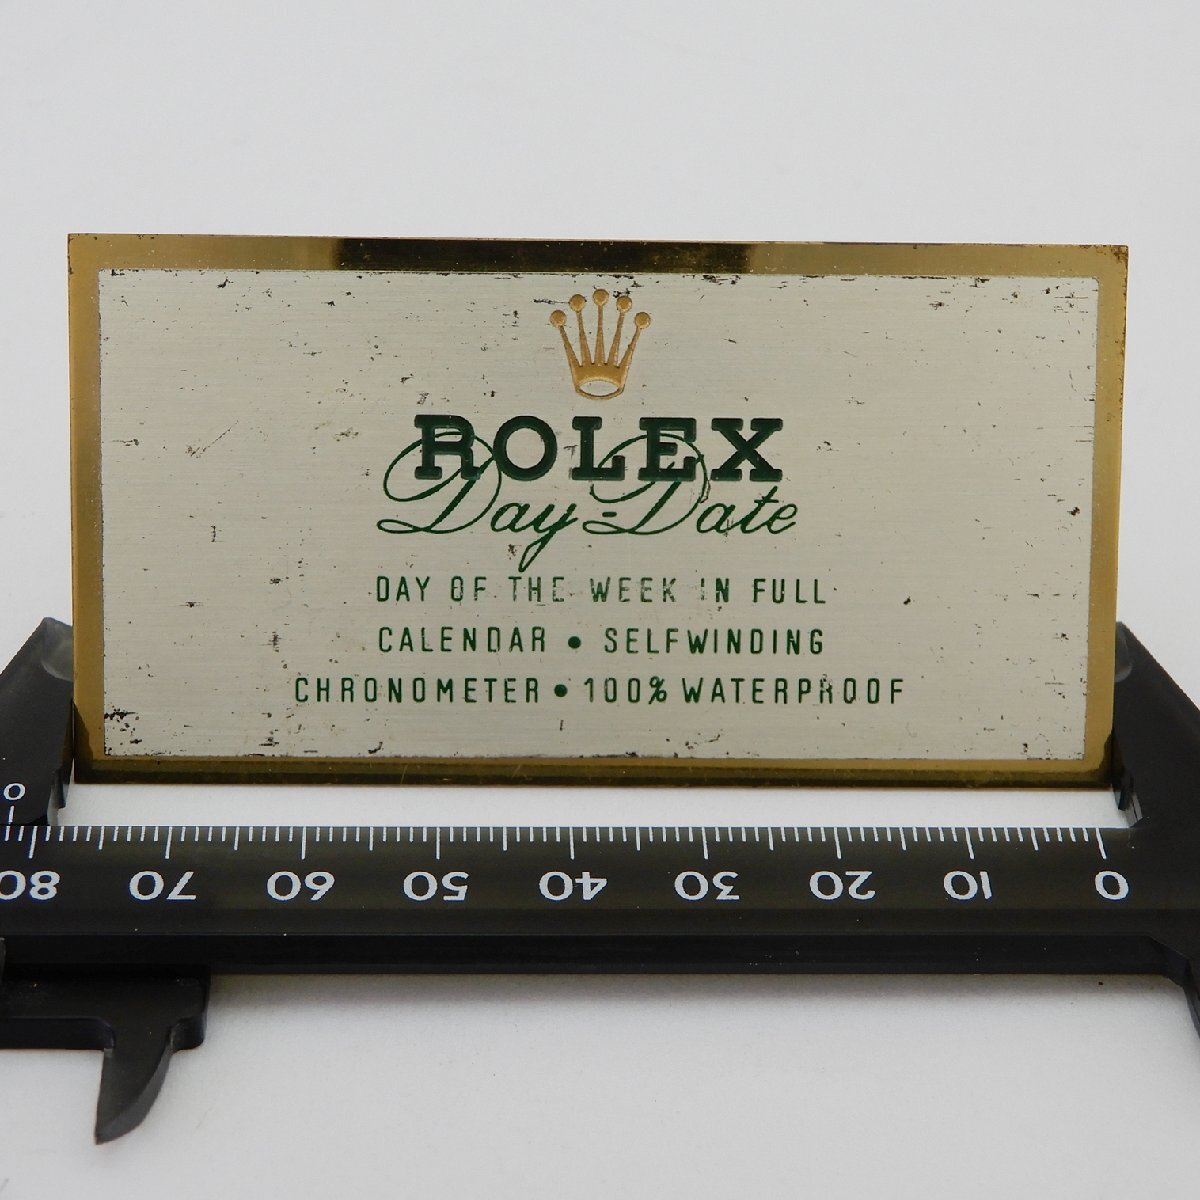 ROLEX
Day-Date
DAY OF THE WEEK IN FULL
CALENDAR • SELFWINDING
CHRONOMETER • 100% WATERPROOF
0
80 70 60 50 40 30 20 10 0